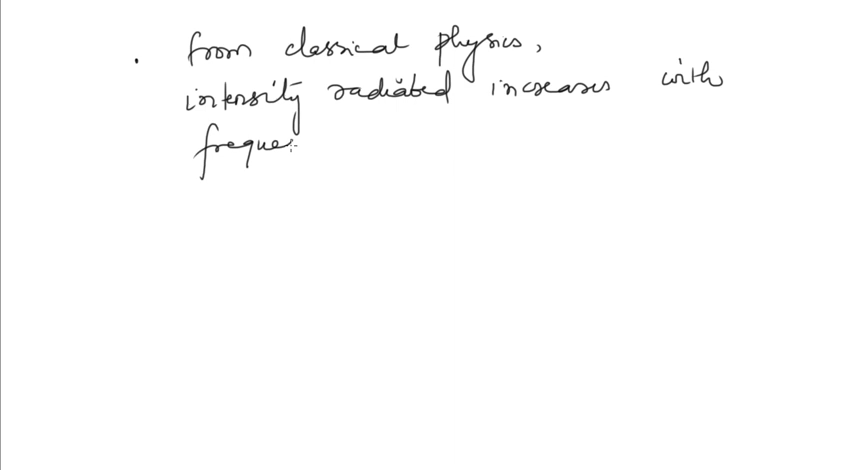 . from classical physics,
intensity radiated increases with
freque